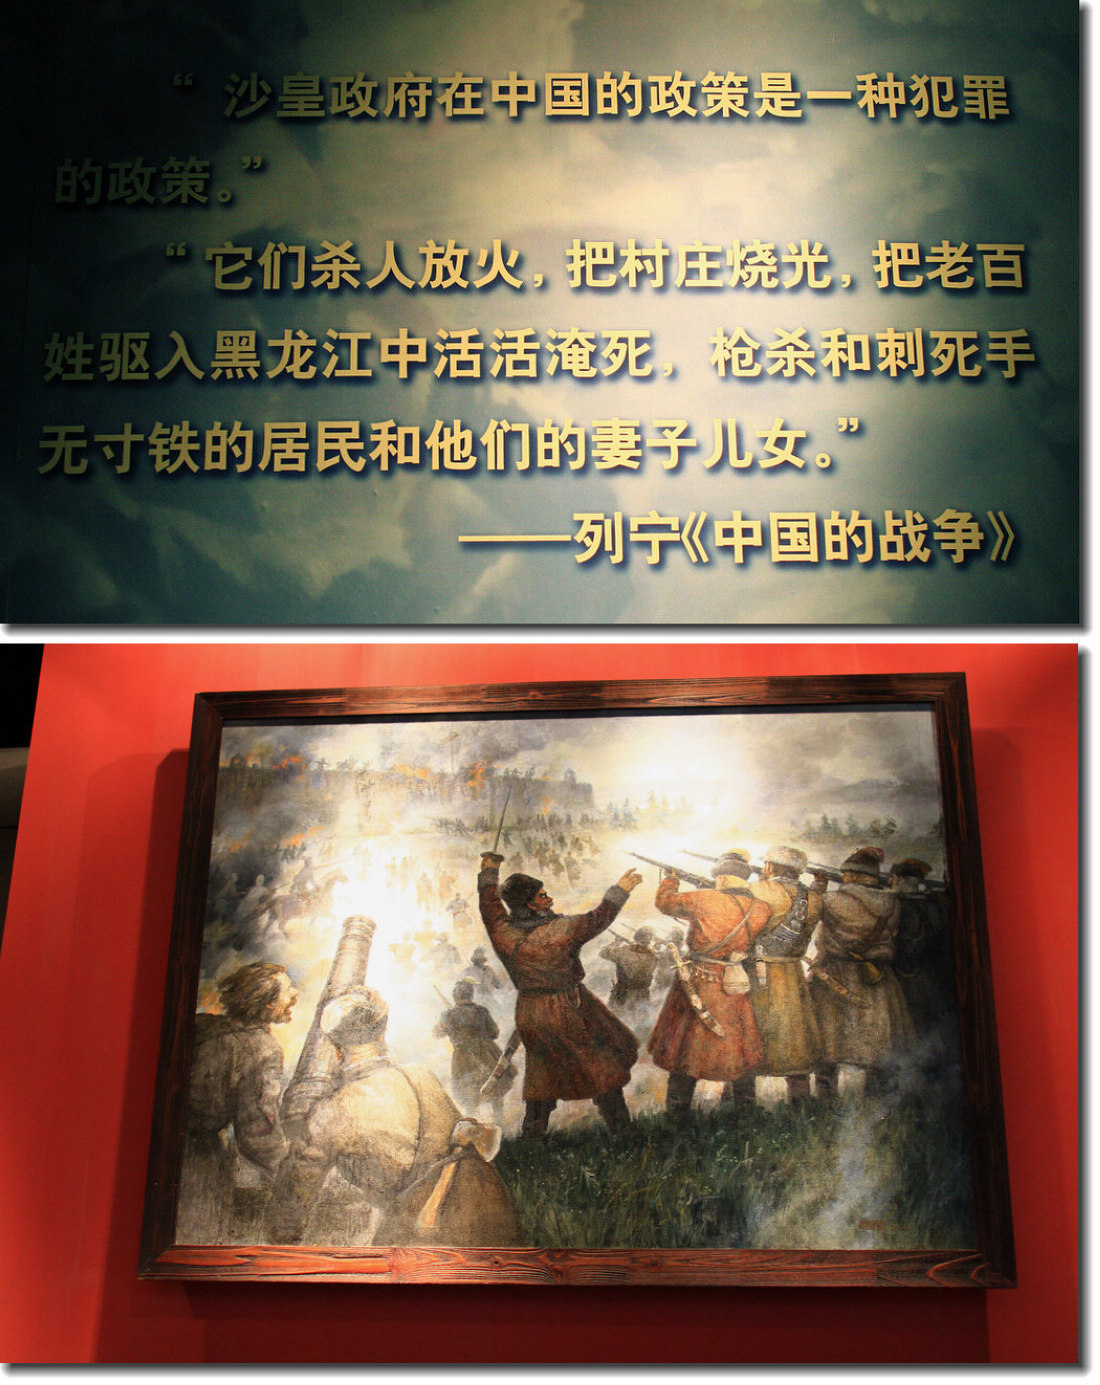 “沙皇政府在中国的政策是一种犯罪
的政策。”
“它们杀人放火，把村庄烧光，把老百
姓驱入黑龙江中活活淹死，枪杀和刺死手
无寸铁的居民和他们的妻子儿女。”
——列宁《中国的战争》